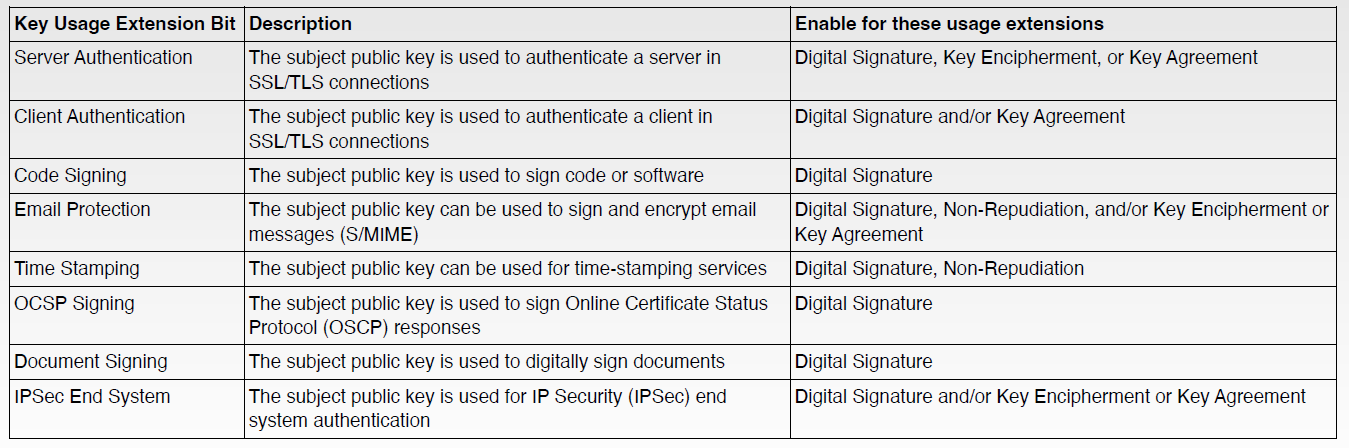 Key Usage Extension Bit Description Enable for these usage extensions
Server Authentication The subject public key is used to authenticate a server in Digital Signature, Key Encipherment, or Key Agreement
SSL/TLS connections
Client Authentication The subject public key is used to authenticate a client in Digital Signature and/or Key Agreement
SSL/TLS connections
Code Signing The subject public key is used to sign code or software Digital Signature
Email Protection The subject public key can be used to sign and encrypt email Digital Signature, Non-Repudiation, and/or Key Encipherment or
messages (S/MIME) Key Agreement
Time Stamping The subject public key can be used for time-stamping services Digital Signature, Non-Repudiation
OCSP Signing The subject public key is used to sign Online Certificate Status Digital Signature
Protocol (OSCP) responses
Document Signing The subject public key is used to digitally sign documents Digital Signature
IPSec End System The subject public key is used for IP Security (IPSec) end Digital Signature and/or Key Encipherment or Key Agreement
system authentication